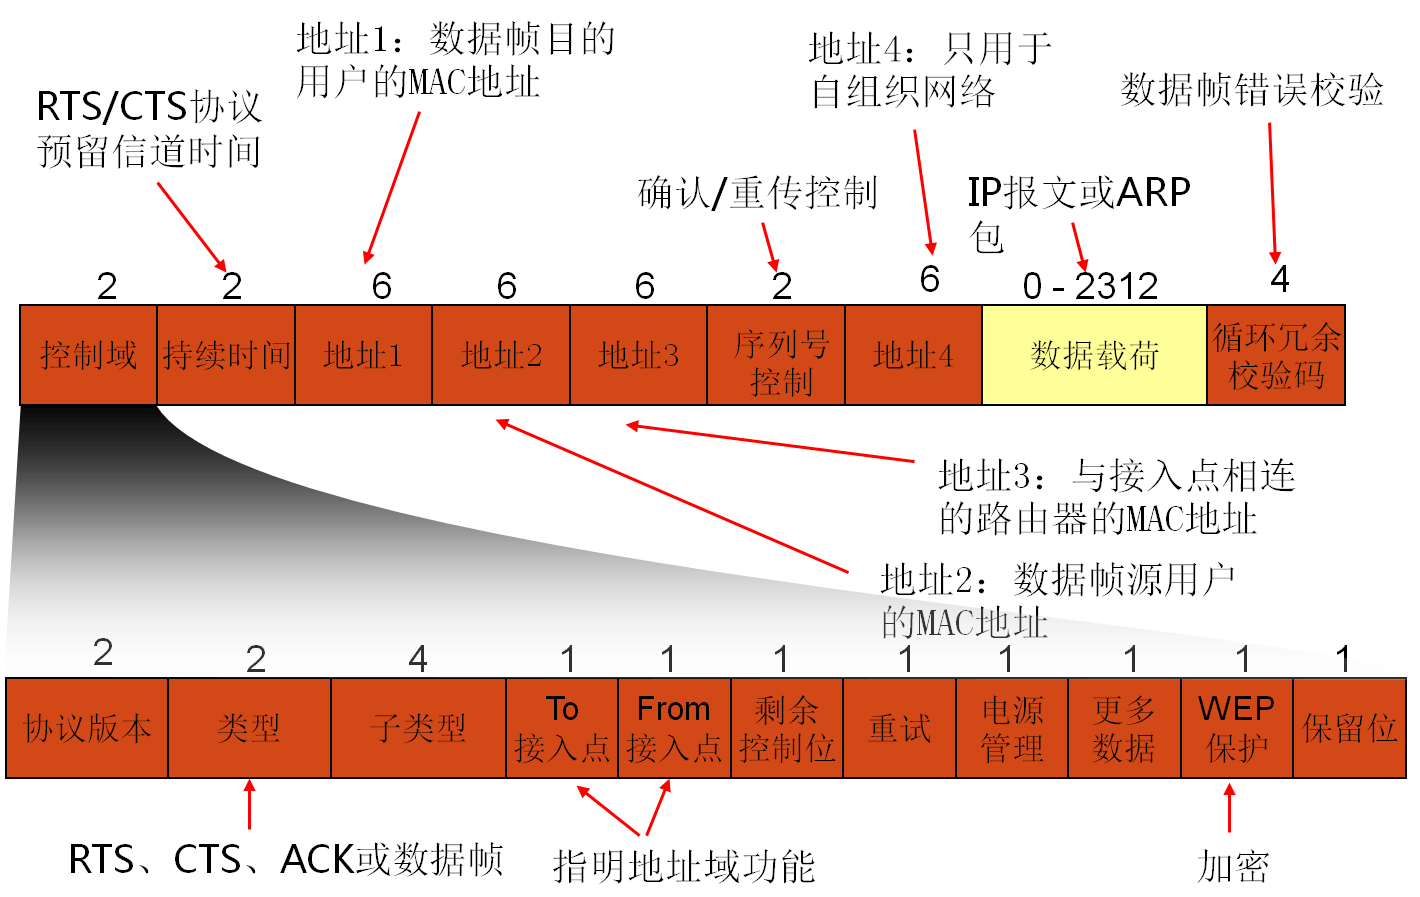 地址1：数据帧目的
用户的MAC地址
地址4：只用于
自组织网络
数据帧错误校验
RTS/CTS协议
预留信道时间
确认/重传控制
IP报文或ARP
包
2 2 6 6 6 2 6 0 - 2312 4
控制域 持续时间 地址1 地址2 地址3 序列号 地址4 数据载荷 循环冗余
控制 校验码
地址3：与接入点相连
的路由器的MAC地址
地址2：数据帧源用户
的MAC地址
2 2 4 1 1 1 1 1 1 1 1
协议版本 类型 子类型 To From 剩余 重试 电源 更多 WEP 保留位
接入点 接入点 控制位 管理 数据 保护
RTS、CTS、ACK或数据帧
指明地址域功能
加密